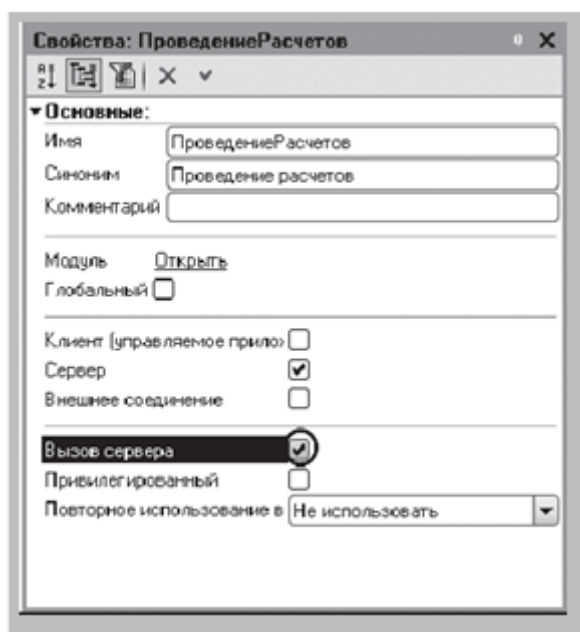 Свойства: ПроведениеРасчетов
Основные:
Имя ПроведениеРасчетов
Синоним Проведение расчетов
Комментарий
Модуль Открыть
Глобальный
Клиент (управляемое прило
Сервер
Внешнее соединение
Вызов сервера
Привилегированный
Повторное использование в Не использовать